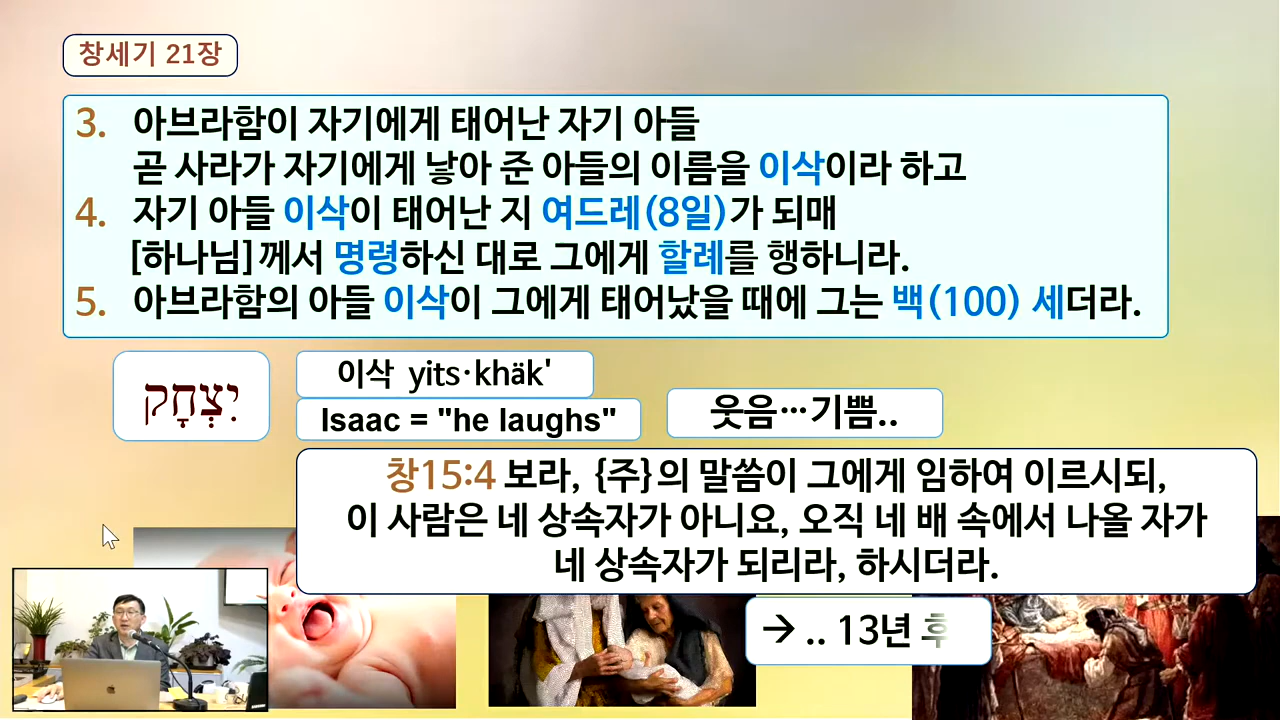 창세기 21장
3. 아브라함이 자기에게 태어난 자기 아들
곧 사라가 자기에게 낳아 준 아들의 이름을 이삭이라 하고
4. 자기 아들 이삭이 태어난 지 여드레(8일)가 되매
[하나님]께서 명령하신 대로 그에게 할례를 행하니라.
5. 아브라함의 아들 이삭이 그에게 태어났을 때에 그는 백(100) 세더라.
יִצְחָק
이삭 yits·khäk'
Isaac = "he laughs"
웃음…기쁨..
창15:4 보라, {주}의 말씀이 그에게 임하여 이르시되,
이 사람은 네 상속자가 아니요, 오직 네 배 속에서 나올 자가
네 상속자가 되리라, 하시더라.
→ .. 13년 후